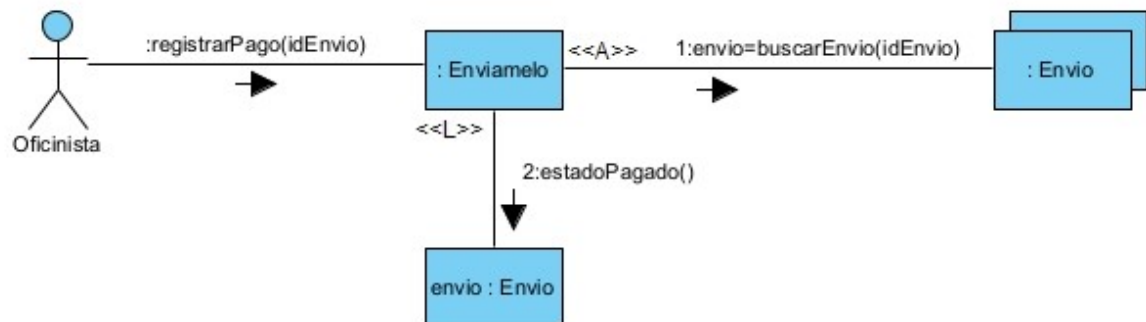 :registrarPago(idEnvio)
<<A>>
1:envio=buscarEnvio(idEnvio)
: Enviamelo
: Envio
<<L>>
Oficinista
2:estadoPagado()
envio : Envio